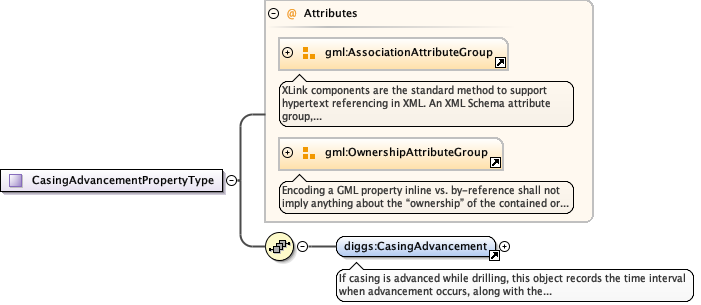 @ Attributes
gml:AssociationAttributeGroup
XLink components are the standard method to support
hypertext referencing in XML. An XML Schema attribute
group,...
gml:OwnershipAttributeGroup
Encoding a GML property inline vs. by-reference shall not
imply anything about the “ownership” of the contained or...
CasingAdvancementPropertyType
diggs:CasingAdvancement
If casing is advanced while drilling, this object records the time interval
when advancement occurs, along with the...